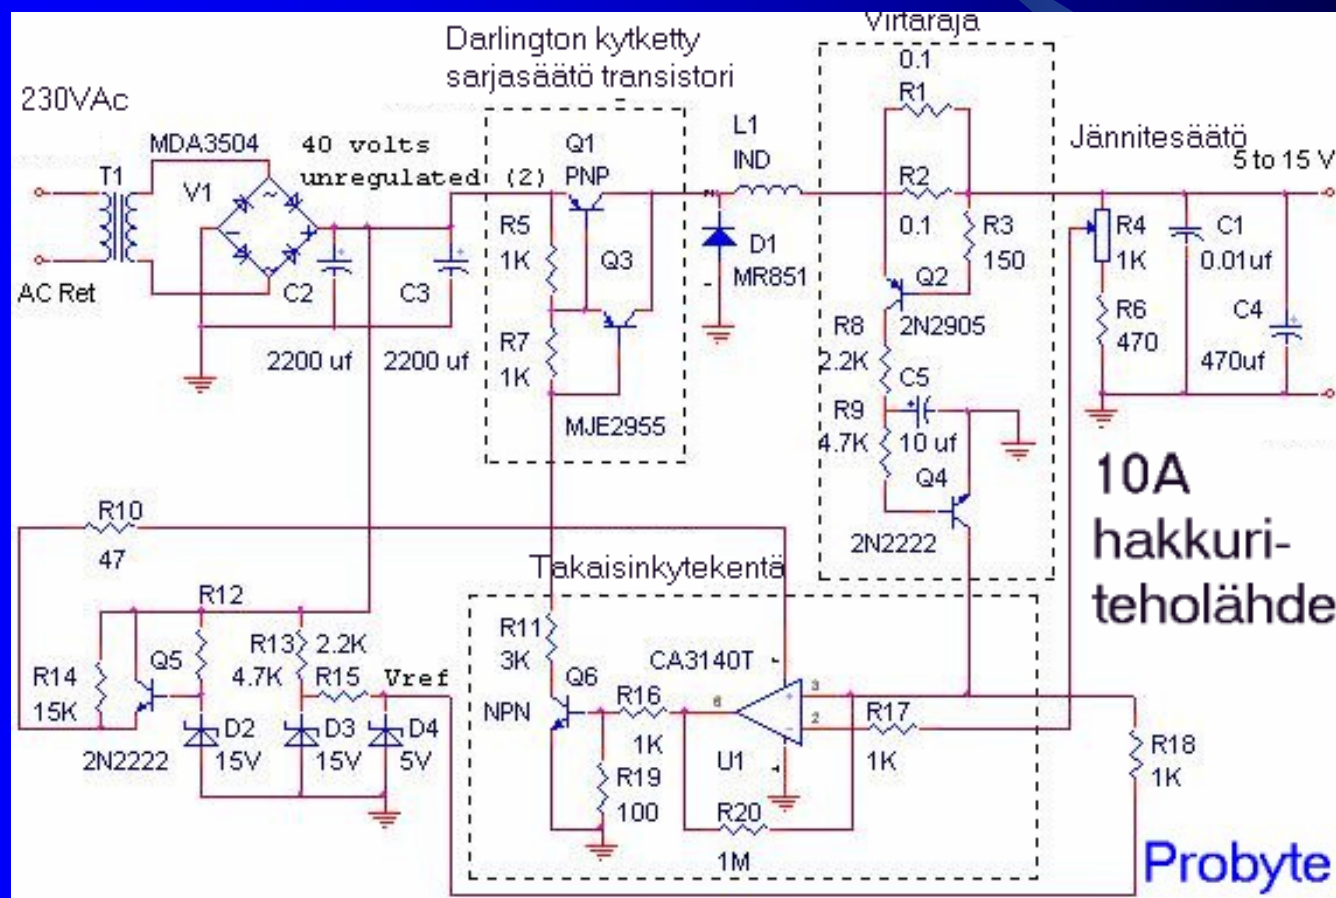 Virtaraja
Darlington kytketty
sarjasäätö transistori
0.1
R1
230VAc
MDA3504
40 volts
unregulated (2)
Q1
PNP
L1
IND
Jännitesäätö
5 to 15 V
T1
V1
R2
0.1
R5
1K
Q3
D1
MR851
R3
150
R4
1K
C1
0.01uf
AC Ret
C2
C3
Q2
2N2905
R6
470
C4
470uf
2200 uf
2200 uf
R7
1K
R8
2.2K
C5
R9
4.7K
10 uf
MJE2955
Q4
2N2222
10A
hakkuri-
teholähde
R10
47
Takaisinkytekentä
R12
R13
2.2K
4.7K
R15
Vref
R11
3K
CA3140T
Q5
R14
15K
Q6
NPN
R16
1K
6
3
2
R17
1K
D2
15V
D3
15V
D4
5V
2N2222
U1
R18
1K
R19
100
R20
1M
Probyte